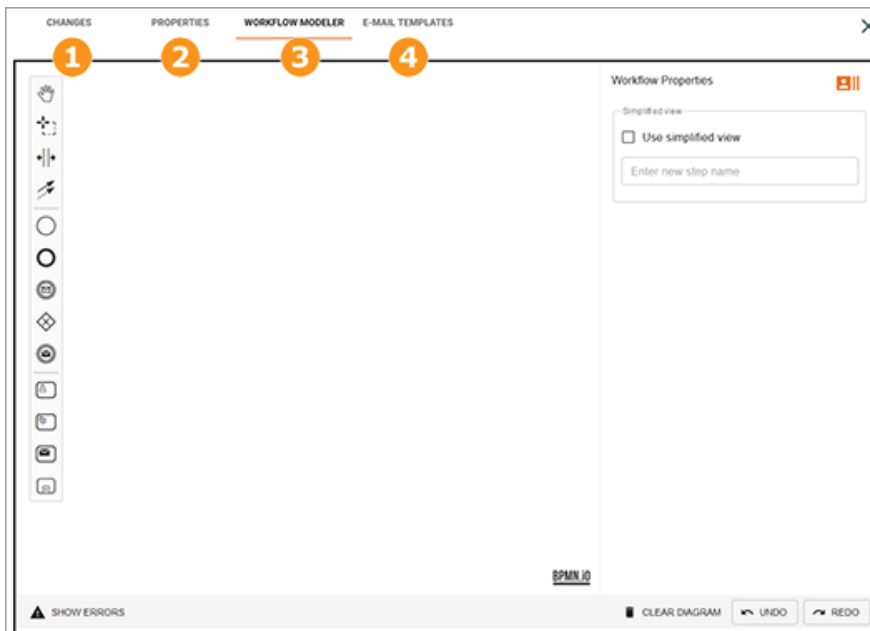 CHANGES PROPERTIES WORKFLOW MODELER E-MAIL TEMPLATES
1 2 3 4
Workflow Properties
Simplified view
Use simplified view
Enter new step name
BPMN.iO
SHOW ERRORS CLEAR DIAGRAM UNDO REDO